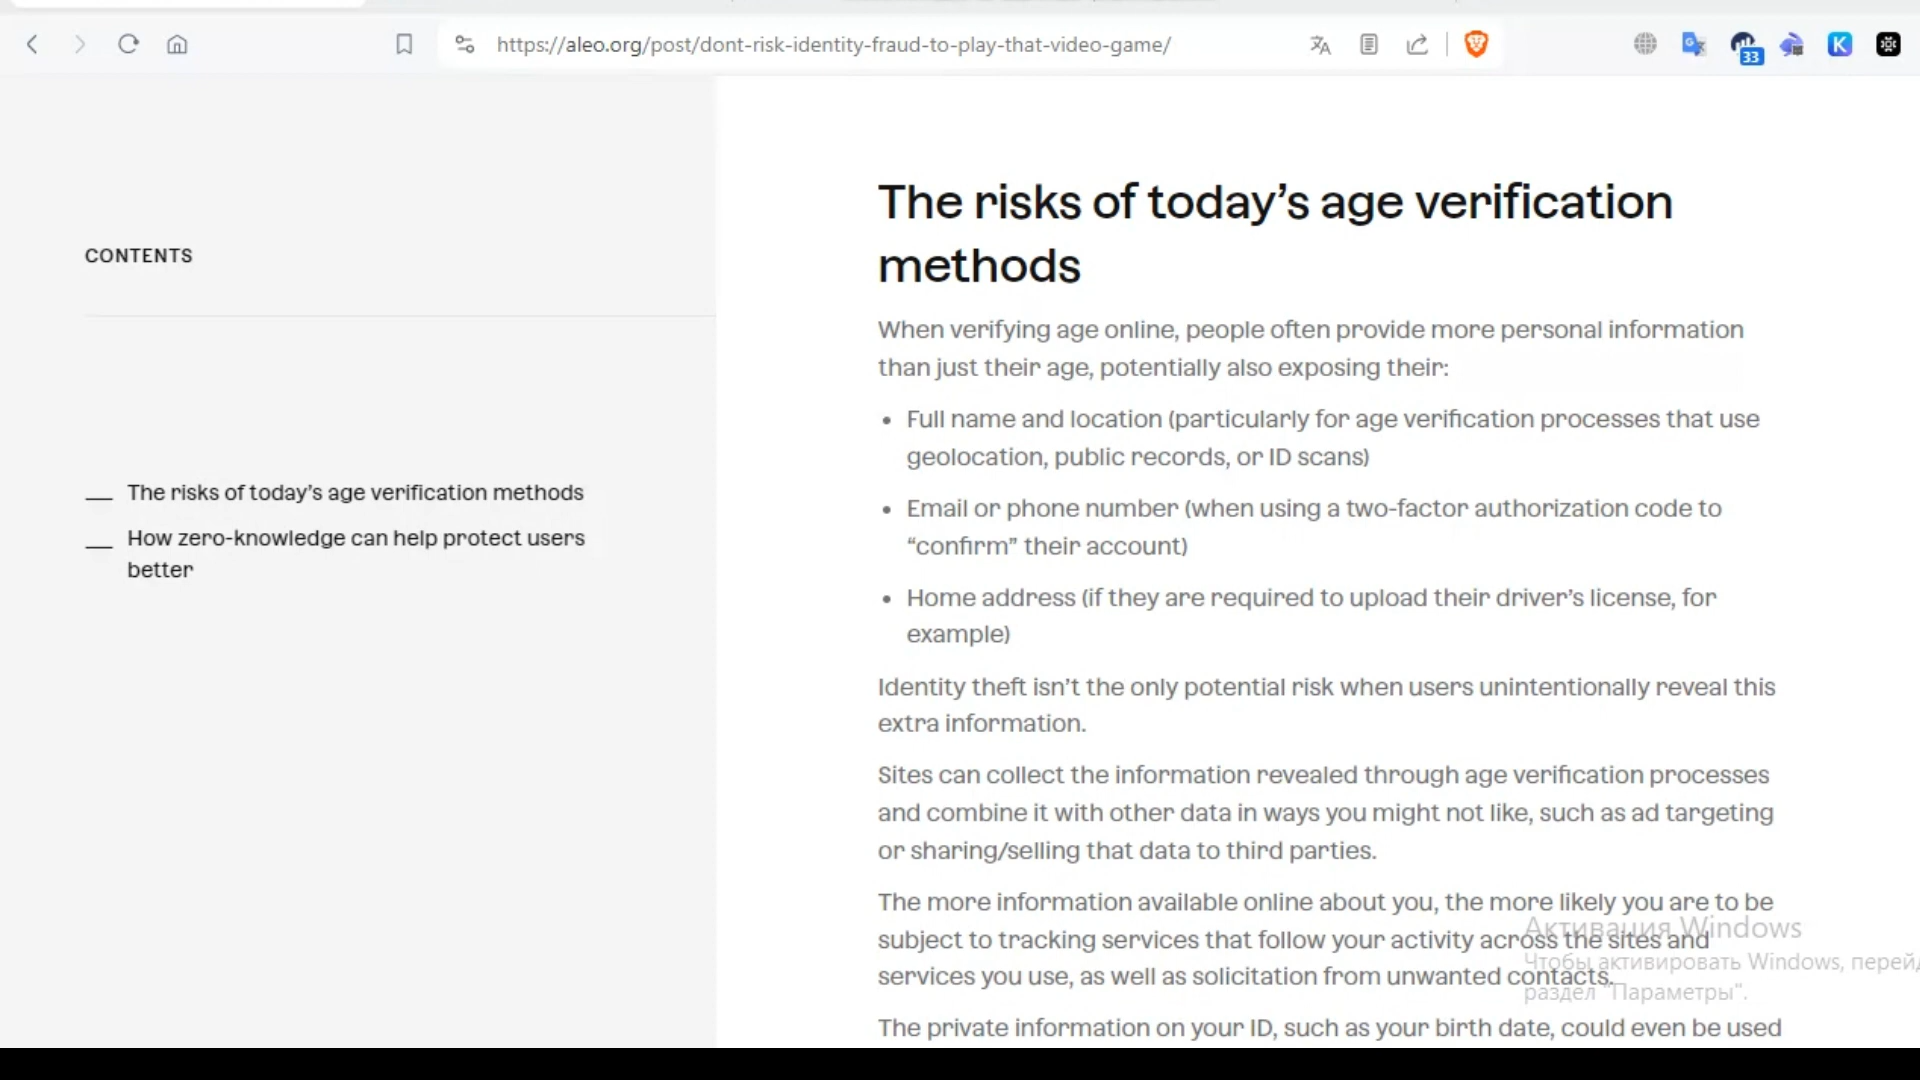 https://aleo.org/post/dont-risk-identity-fraud-to-play-that-video-game/
33
K
CONTENTS
The risks of today's age verification methods
How zero-knowledge can help protect users
better
The risks of today's age verification
methods
When verifying age online, people often provide more personal information
than just their age, potentially also exposing their:
• Full name and location (particularly for age verification processes that use
geolocation, public records, or ID scans)
• Email or phone number (when using a two-factor authorization code to
“confirm” their account)
• Home address (if they are required to upload their driver's license, for
example)
Identity theft isn't the only potential risk when users unintentionally reveal this
extra information.
Sites can collect the information revealed through age verification processes
and combine it with other data in ways you might not like, such as ad targeting
or sharing/selling that data to third parties.
The more information available online about you, the more likely you are to be
subject to tracking services that follow your activity across the sites and
services you use, as well as solicitation from unwanted contacts.
The private information on your ID, such as your birth date, could even be used
Активация Windows
Чтобы активировать Windows, перей
раздел "Параметры".